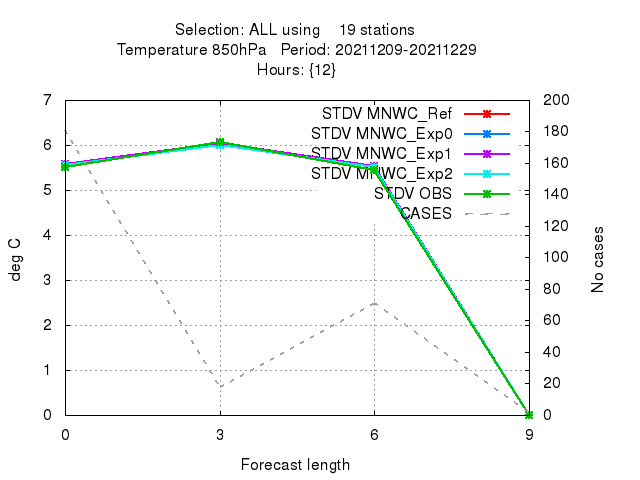 Selection: ALL using 19 stations
Temperature 850hPa Period: 20211209-20211229
Hours: {12}
7 200
STDV MNWC_Ref
180
STDV MNWC_Exp0
6 160
STDV MNWC_Exp1
STDV MNWC_Exp2
5 140
STDV OBS
CASES
120
4
100
deg C
No cases
3 80
60
2
40
1
20
0 0
0 3 6 9
Forecast length